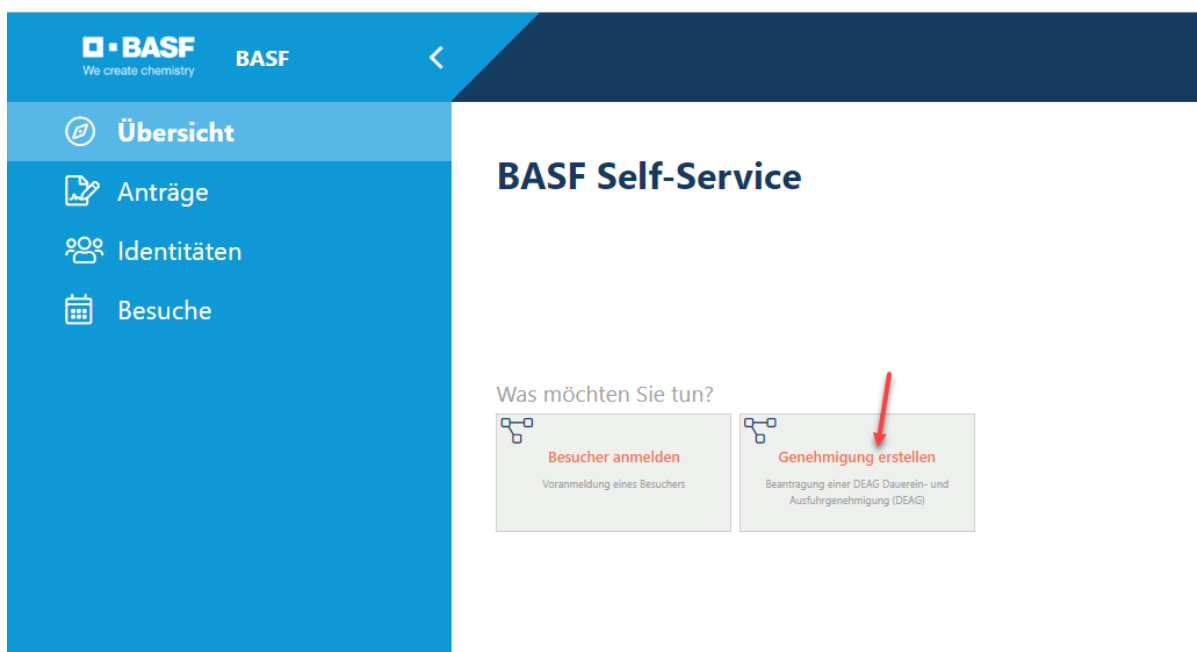 BASF
We create chemistry
BASF
Übersicht
Anträge
Identitäten
Besuche
BASF Self-Service
Was möchten Sie tun?
Besucher anmelden
Voranmeldung eines Besuchers
Genehmigung erstellen
Beantragung einer DEAG Dauerein- und
Ausfuhrgenehmigung (DEAG)